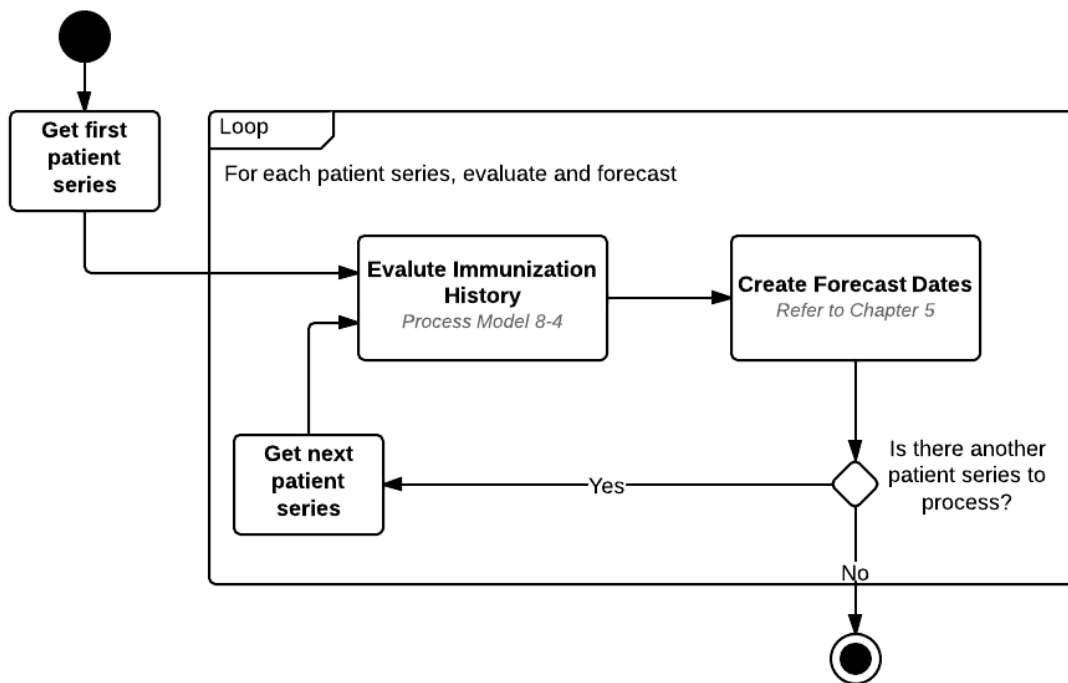 Get first
patient
series
Loop
For each patient series, evaluate and forecast
Evalute Immunization
History
Process Model 8-4
Create Forecast Dates
Refer to Chapter 5
Get next
patient
series
Yes
Is there another
patient series to
process?
No